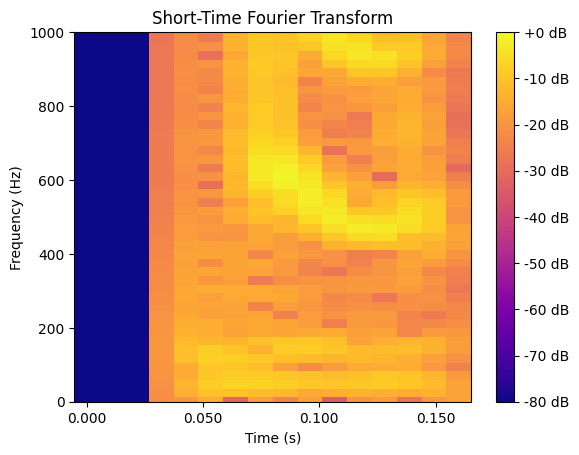 Short-Time Fourier Transform
Frequency (Hz)
1000
800
600
400
200
0
0.000
0.050
0.100
0.150
Time (s)
+0 dB
-10 dB
-20 dB
-30 dB
-40 dB
-50 dB
-60 dB
-70 dB
-80 dB